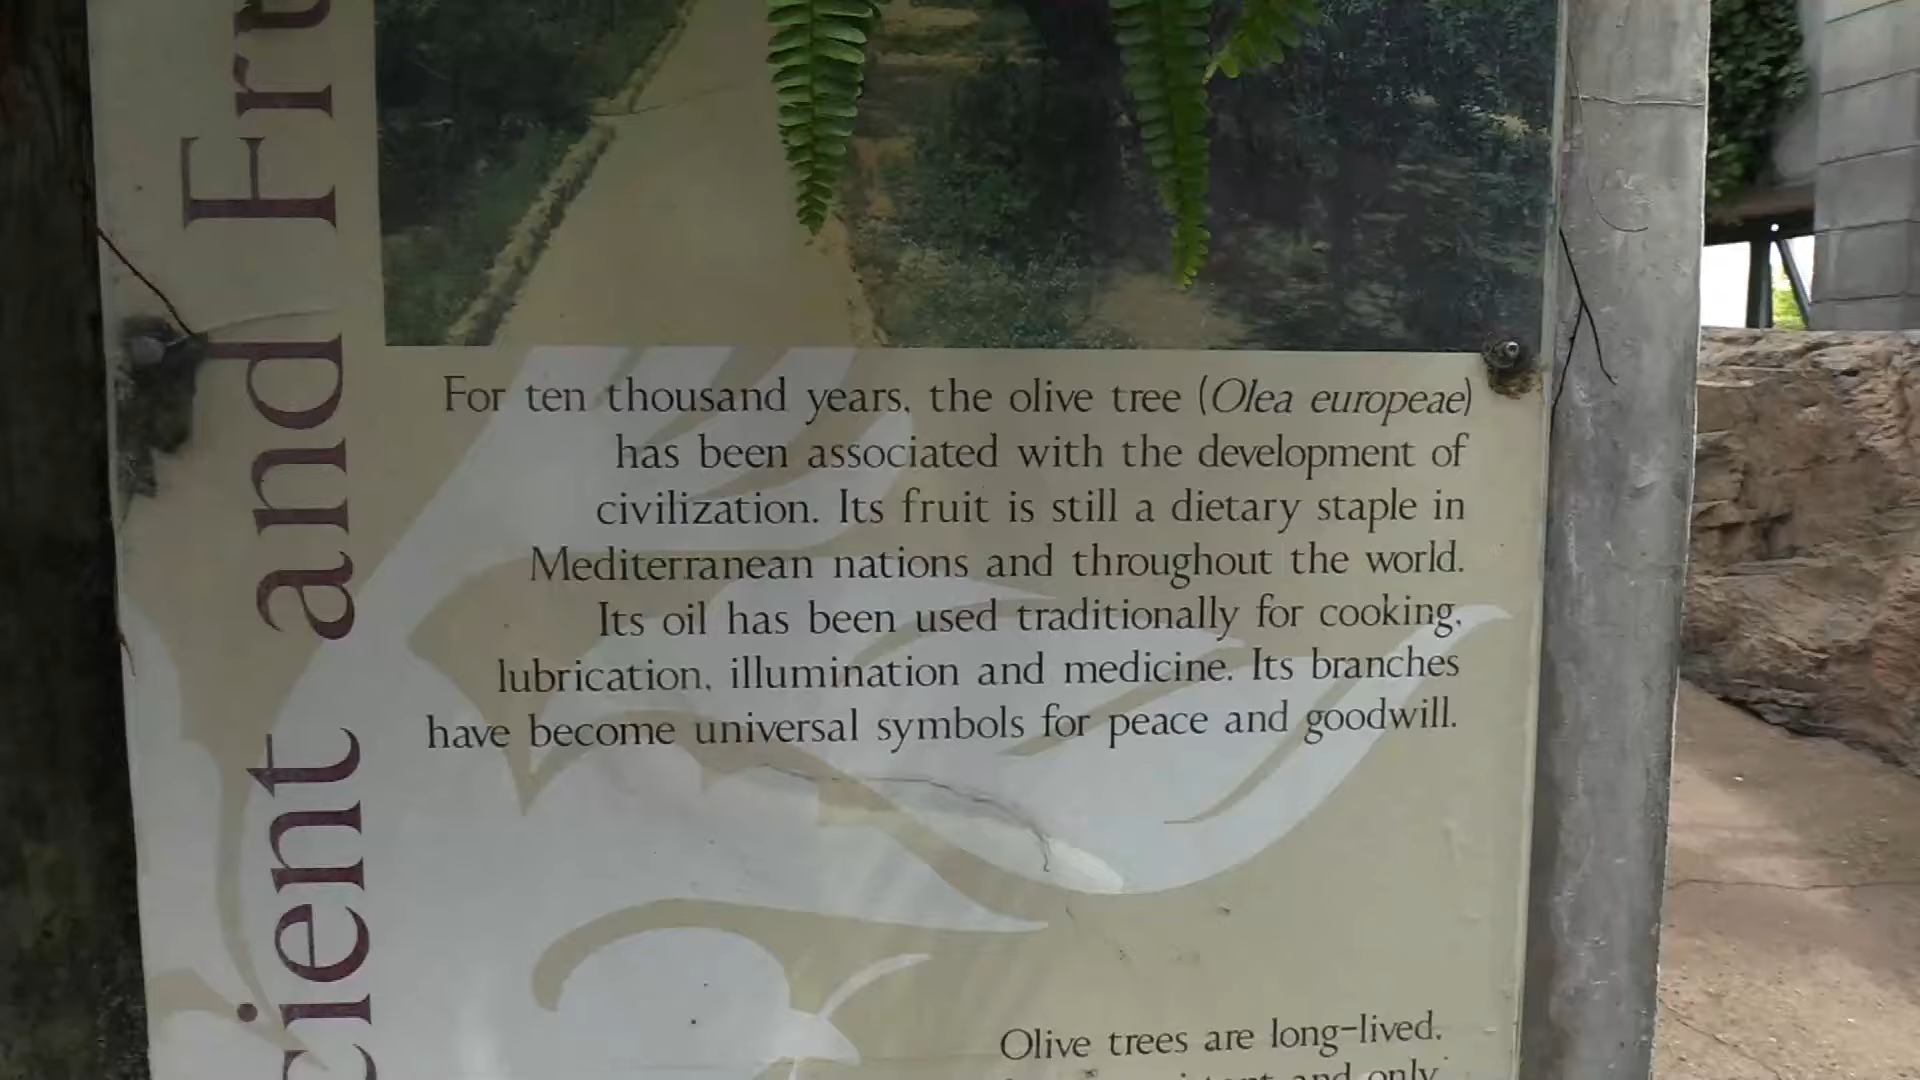 For ten thousand years, the olive tree (Olea europeae)
has been associated with the development of
civilization. Its fruit is still a dietary staple in
Mediterranean nations and throughout the world.
Its oil has been used traditionally for cooking,
lubrication, illumination and medicine. Its branches
have become universal symbols for peace and goodwill.
Olive trees are long-lived,
and only
cient and Fru